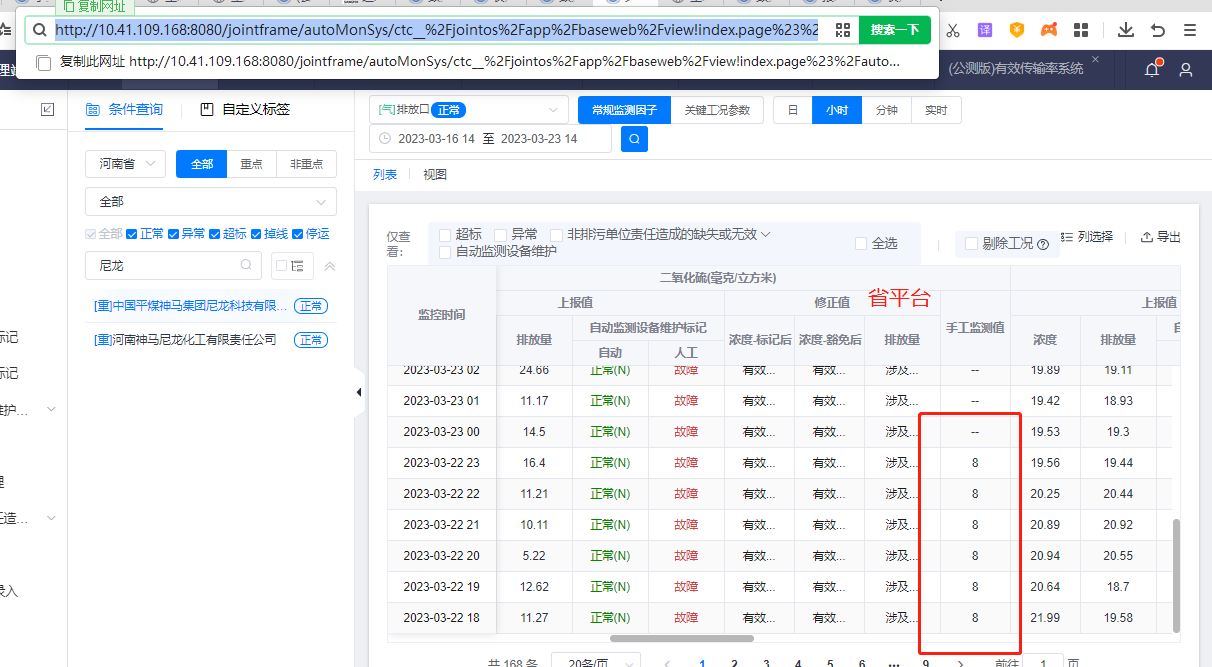 复制网址
http://10.41.109.168:8080/jointframe/autoMonSys/ctc__%2Fjointos%2Fapp%2Fbaseweb%2Fview!index.page%23%2
搜索一下
译
复制此网址 http://10.41.109.168:8080/jointframe/autoMonSys/ctc__%2Fjointos%2Fapp%2Fbaseweb%2Fview!index.page%23%2Fauto...
(公测版)有效传输率系统
条件查询
自定义标签
[气]排放口 正常
常规监测因子
关键工况参数
日
小时
分钟
实时
2023-03-16 14 至 2023-03-23 14
河南省
全部
重点
非重点
列表
视图
全部
全部 正常 异常 超标 掉线 停运
尼龙
[重]中国平煤神马集团尼龙科技有限... 正常
[重]河南神马尼龙化工有限责任公司 正常
标记
标记
维护...
理
任造...
录入
仅查看:
超标 异常 非排污单位责任造成的缺失或无效
自动监测设备维护
全选
剔除工况
列选择
导出
监控时间
二氧化硫(毫克/立方米)
上报值
修正值
省平台
手工监测值
上报值
排放量
自动监测设备维护标记
自动
人工
浓度-标记后
浓度-豁免后
排放量
浓度
排放量
自
2023-03-23 02 24.66 正常(N) 故障 有效... 有效... 涉及... -- 19.89 19.11
2023-03-23 01 11.17 正常(N) 故障 有效... 有效... 涉及... -- 19.42 18.93
2023-03-23 00 14.5 正常(N) 故障 有效... 有效... 涉及... -- 19.53 19.3
2023-03-22 23 16.4 正常(N) 故障 有效... 有效... 涉及... 8 19.56 19.44
2023-03-22 22 11.21 正常(N) 故障 有效... 有效... 涉及... 8 20.25 20.44
2023-03-22 21 10.11 正常(N) 故障 有效... 有效... 涉及... 8 20.89 20.92
2023-03-22 20 5.22 正常(N) 故障 有效... 有效... 涉及... 8 20.94 20.55
2023-03-22 19 12.62 正常(N) 故障 有效... 有效... 涉及... 8 20.64 18.7
2023-03-22 18 11.27 正常(N) 故障 有效... 有效... 涉及... 8 21.99 19.58
共 168 条 20条/页 1 2 3 4 5 6 ... 9 前往 1 页